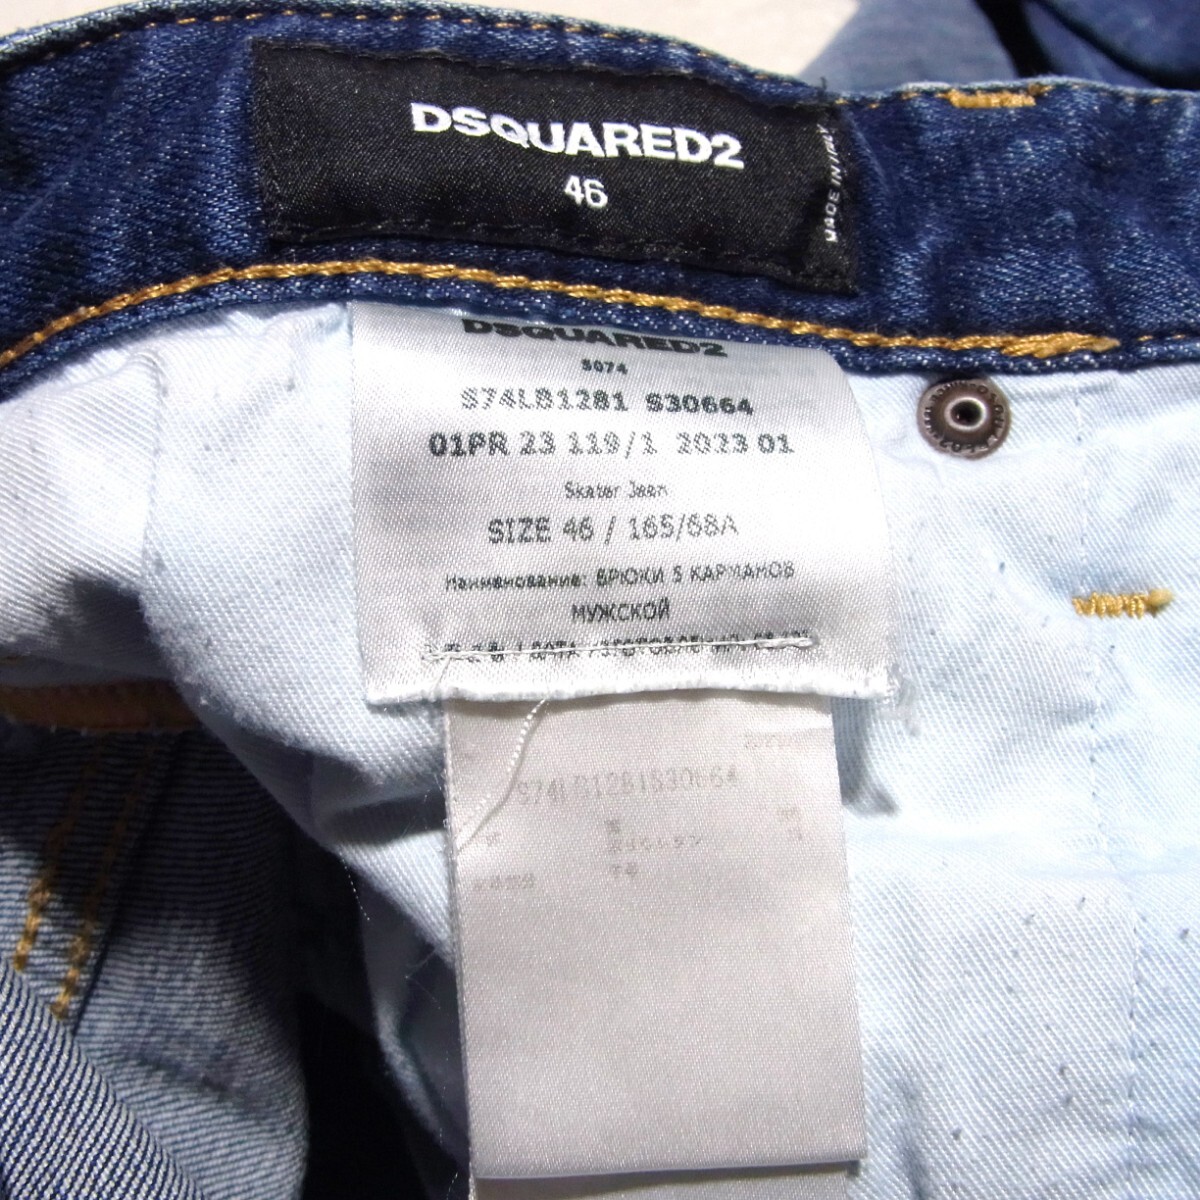 DSQUARED2
46
MADE IN ITALY
DSQUARED2
S074
S74LB1281 S30664
01PR 23 119/1 2023 01
Skater Jean
SIZE 46 / 165/68A
Наименование: БРЮКИ 5 КАРМАНОВ
МУЖСКОЙ
S74LB1281S30664